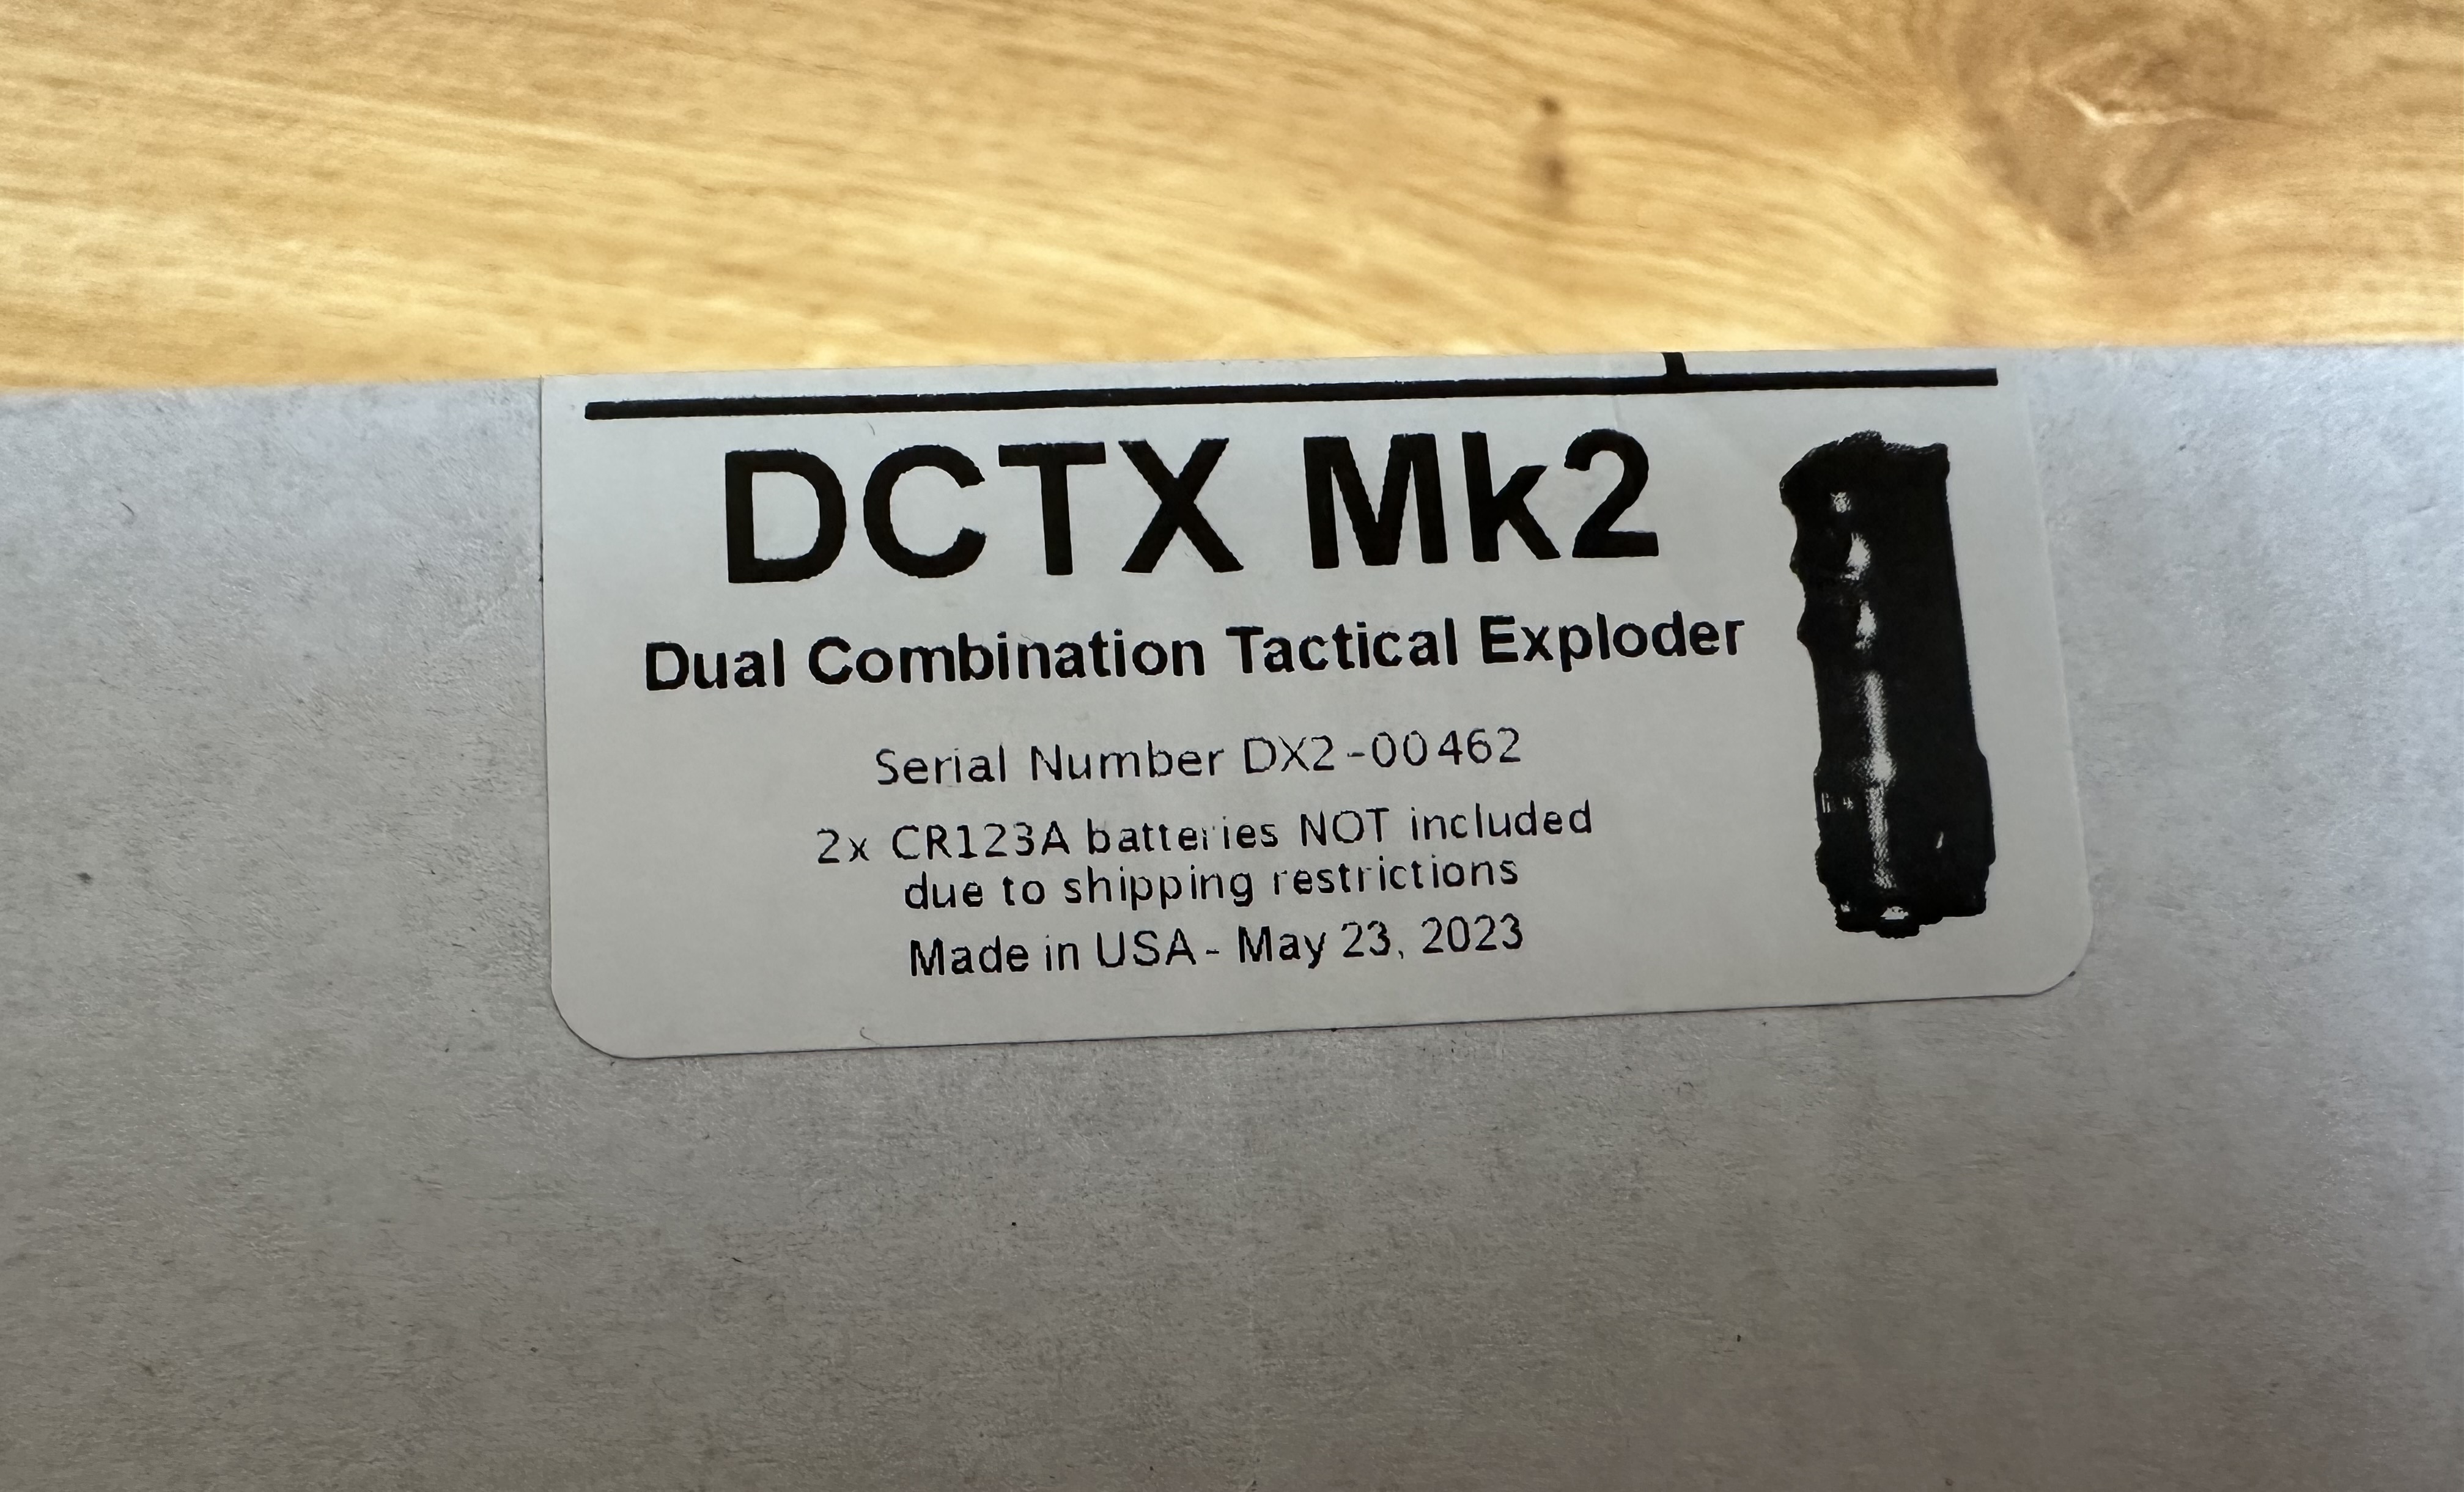 DCTX Mk2
Dual Combination Tactical Exploder
Serial Number DX2-00462
2x CR123A batteries NOT included
due to shipping restrictions
Made in USA - May 23, 2023